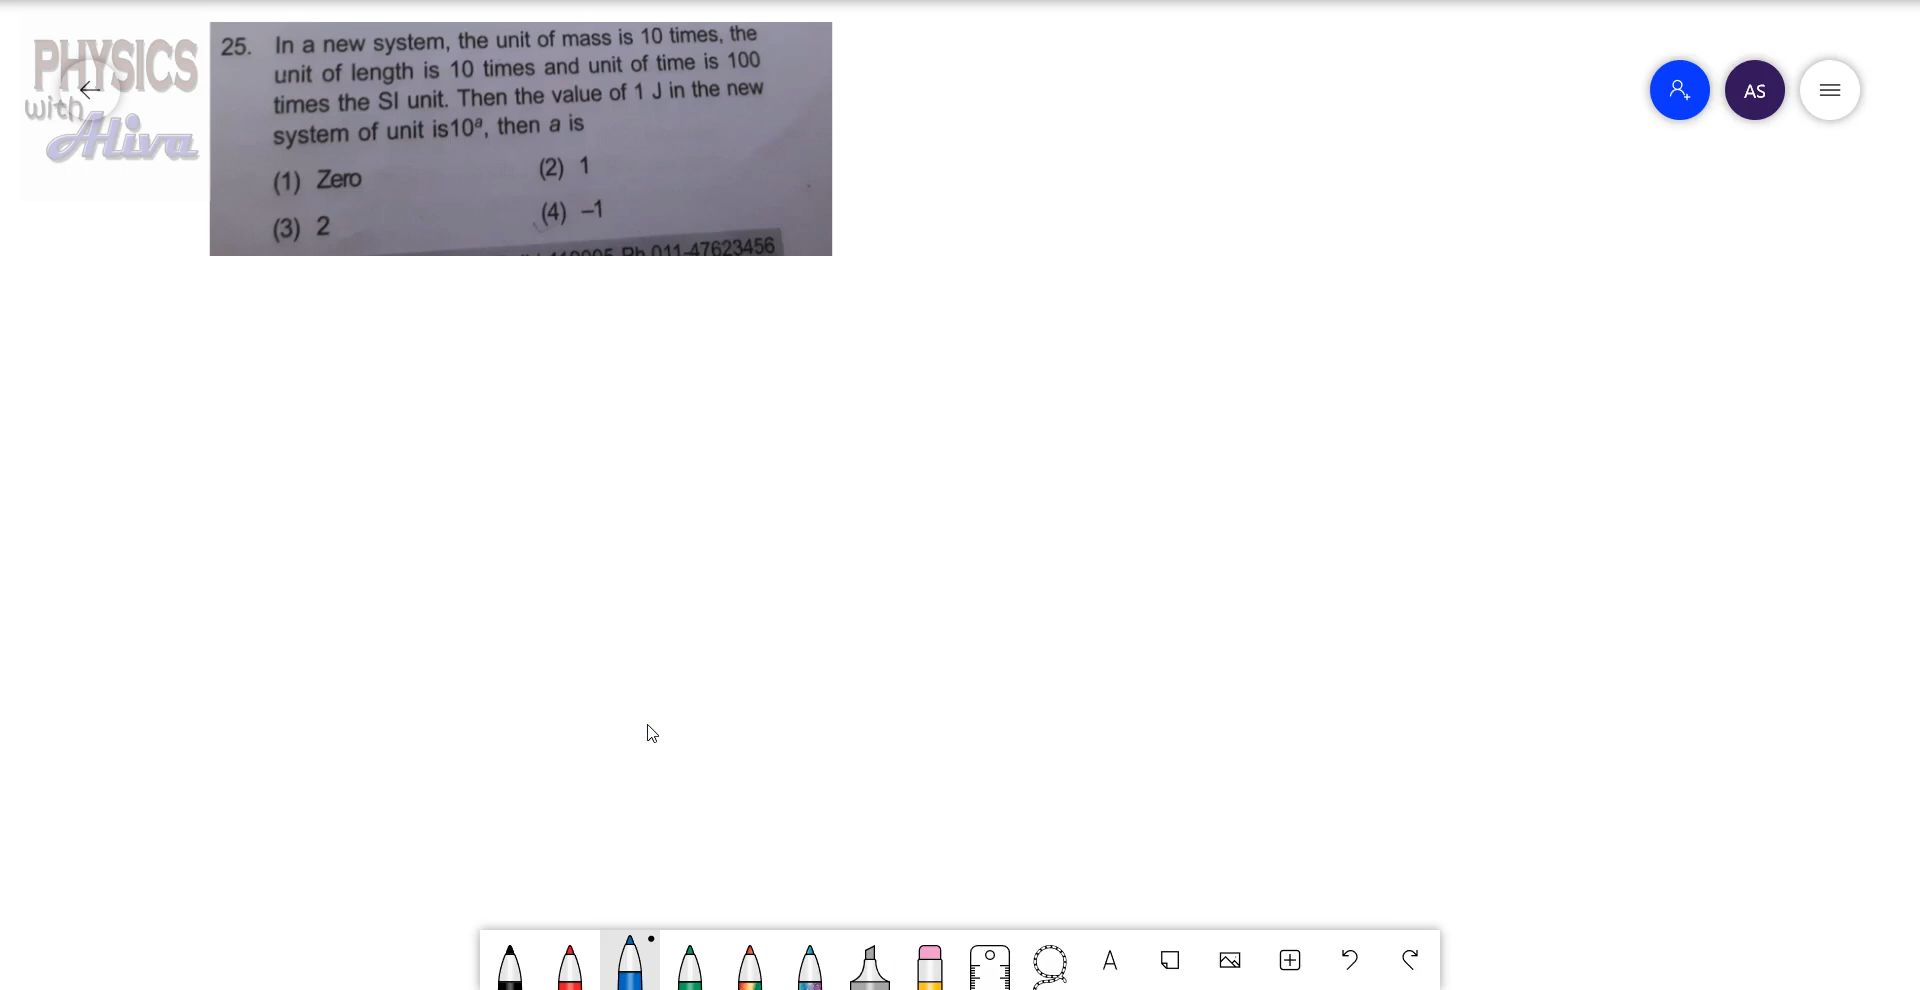 PHYSICS
with
Aliva
25. In a new system, the unit of mass is 10 times, the
unit of length is 10 times and unit of time is 100
times the SI unit. Then the value of 1 J in the new
system of unit is10ᵃ, then a is
(1) Zero
(2) 1
(3) 2
(4) –1
Ph.011-47623456
AS
A